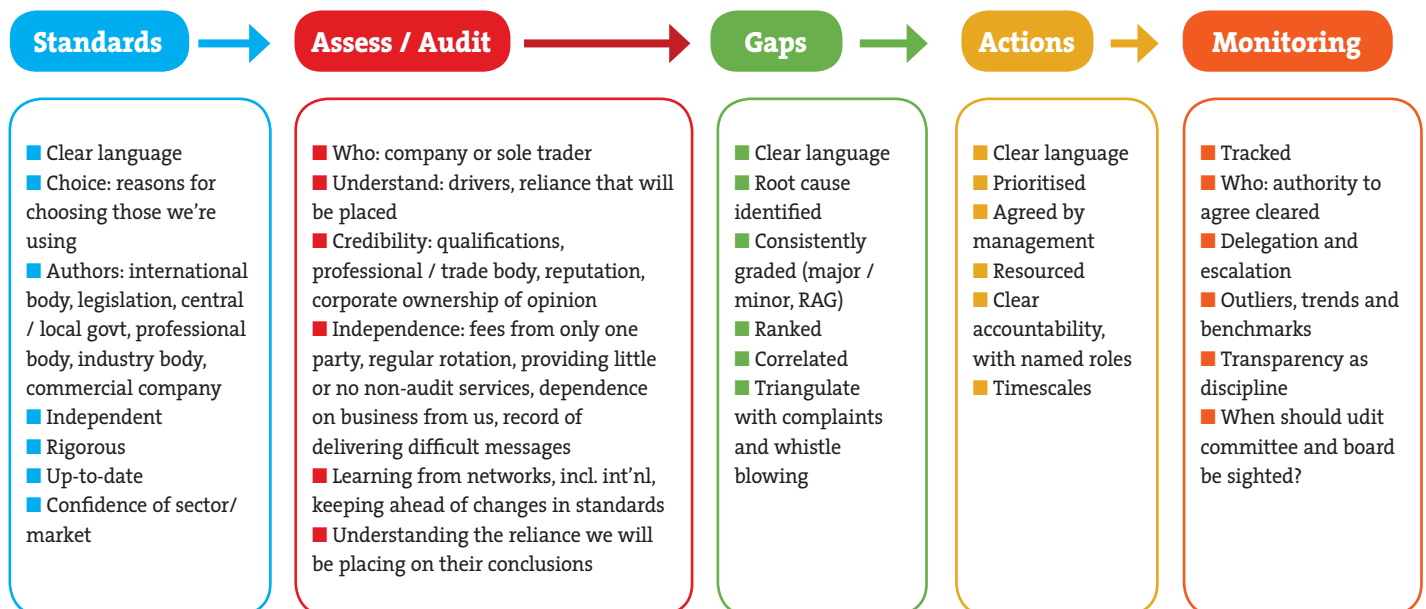 Standards
Assess / Audit
Gaps
Actions
Monitoring
■ Clear language
■ Choice: reasons for
choosing those we're
using
■ Authors: international
body, legislation, central
/ local govt, professional
body, industry body,
commercial company
■ Independent
■ Rigorous
■ Up-to-date
■ Confidence of sector/
market
■ Who: company or sole trader
■ Understand: drivers, reliance that will
be placed
■ Credibility: qualifications,
professional / trade body, reputation,
corporate ownership of opinion
■ Independence: fees from only one
party, regular rotation, providing little
or no non-audit services, dependence
on business from us, record of
delivering difficult messages
■ Learning from networks, incl. int'nl,
keeping ahead of changes in standards
■ Understanding the reliance we will
be placing on their conclusions
■ Clear language
■ Root cause
identified
■ Consistently
graded (major /
minor, RAG)
■ Ranked
■ Correlated
■ Triangulate
with complaints
and whistle
blowing
■ Clear language
■ Prioritised
■ Agreed by
management
■ Resourced
■ Clear
accountability,
with named roles
■ Timescales
■ Tracked
■ Who: authority to
agree cleared
■ Delegation and
escalation
■ Outliers, trends and
benchmarks
■ Transparency as
discipline
■ When should udit
committee and board
be sighted?